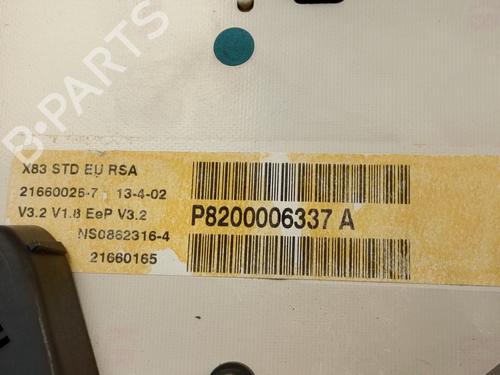 B-PARTS
X83 STD EU RSA
21660025-7 13-4-02
V3.2 V1.8 EeP V3.2
NS0862316-4
21660165
P8200006337 A